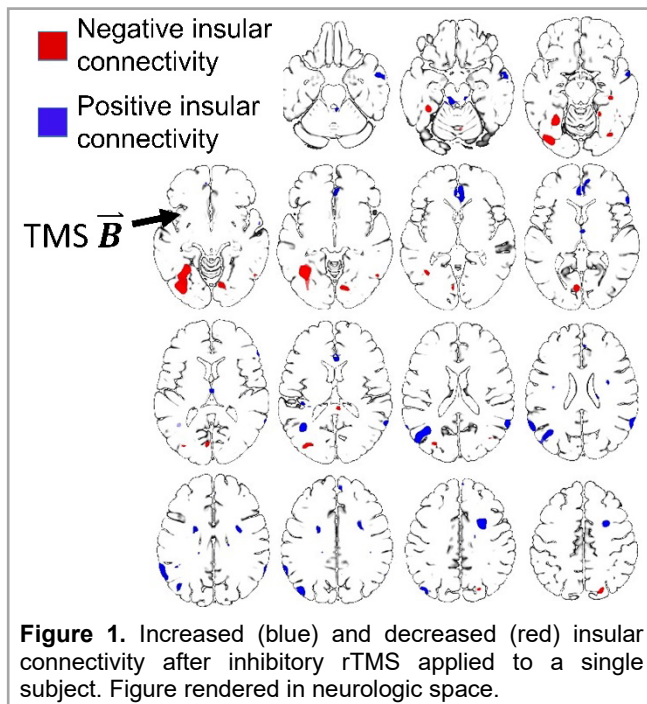 Negative insular
connectivity
Positive insular
connectivity
TMS B⃗
Figure 1. Increased (blue) and decreased (red) insular
connectivity after inhibitory rTMS applied to a single
subject. Figure rendered in neurologic space.